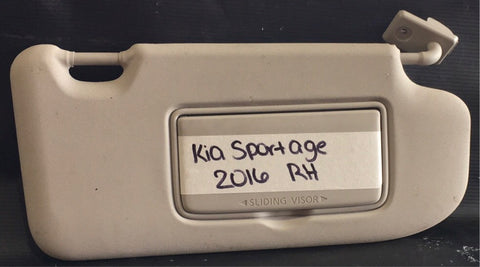 Kia Sportage
2016 RH
◁SLIDING VISOR▷